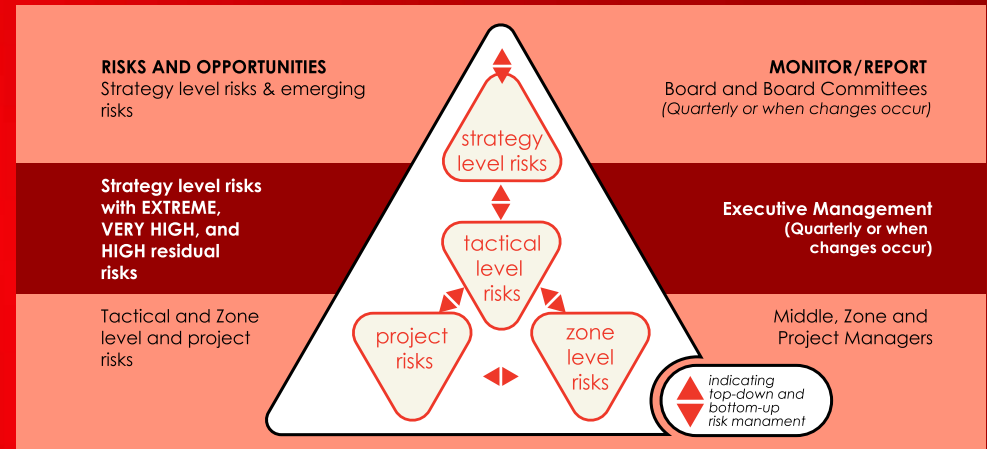 RISKS AND OPPORTUNITIES
Strategy level risks & emerging
risks
MONITOR/REPORT
Board and Board Committees
(Quarterly or when changes occur)
strategy
level risks
Strategy level risks
with EXTREME,
VERY HIGH, and
HIGH residual
risks
Executive Management
(Quarterly or when
changes occur)
tactical
level
risks
Tactical and Zone
level and project
risks
project
risks
zone
level
risks
Middle, Zone and
Project Managers
indicating
top-down and
bottom-up
risk manament